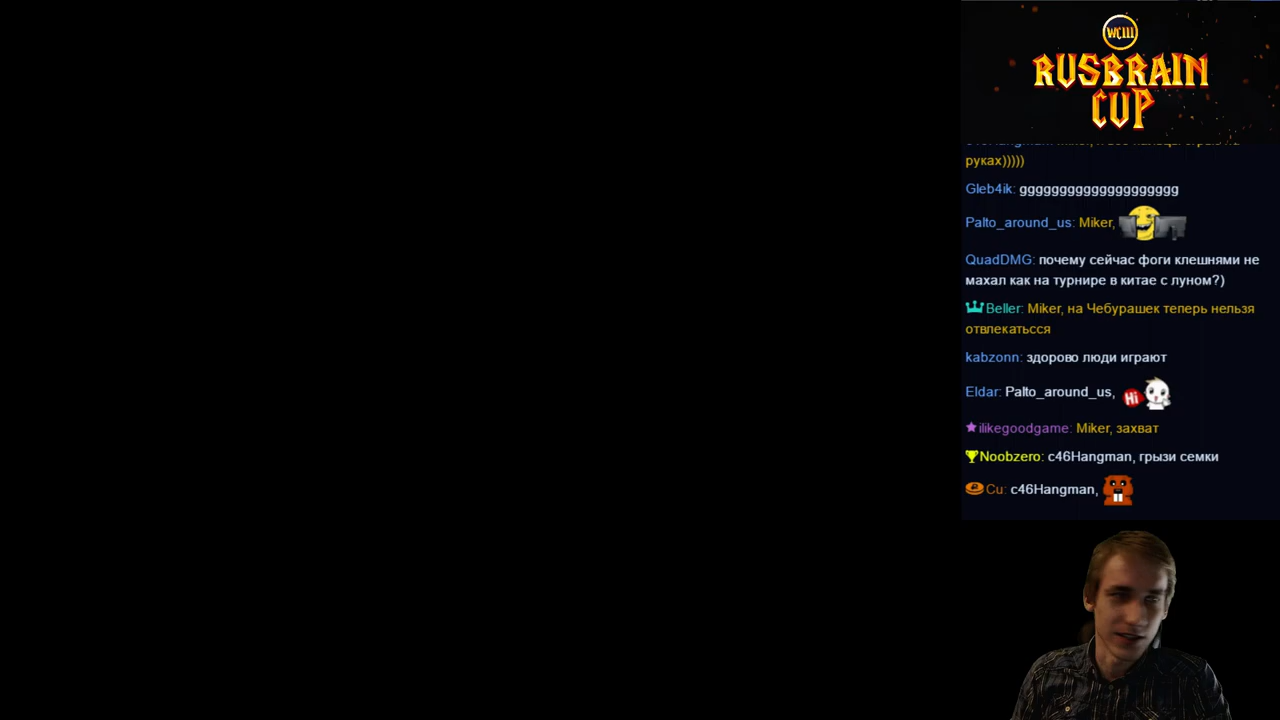 WCIII
RUSBRAIN
CUP
руках)))))
Gleb4ik: gggggggggggggggggggg
Palto_around_us: Miker,
QuadDMG: почему сейчас фоги клешнями не
махал как на турнире в китае с луном?)
Beller: Miker, на Чебурашек теперь нельзя
отвлекатьсся
kabzonn: здорово люди играют
Eldar: Palto_around_us, Hi
ilikegoodgame: Miker, захват
Noobzero: c46Hangman, грызи семки
Cu: c46Hangman,